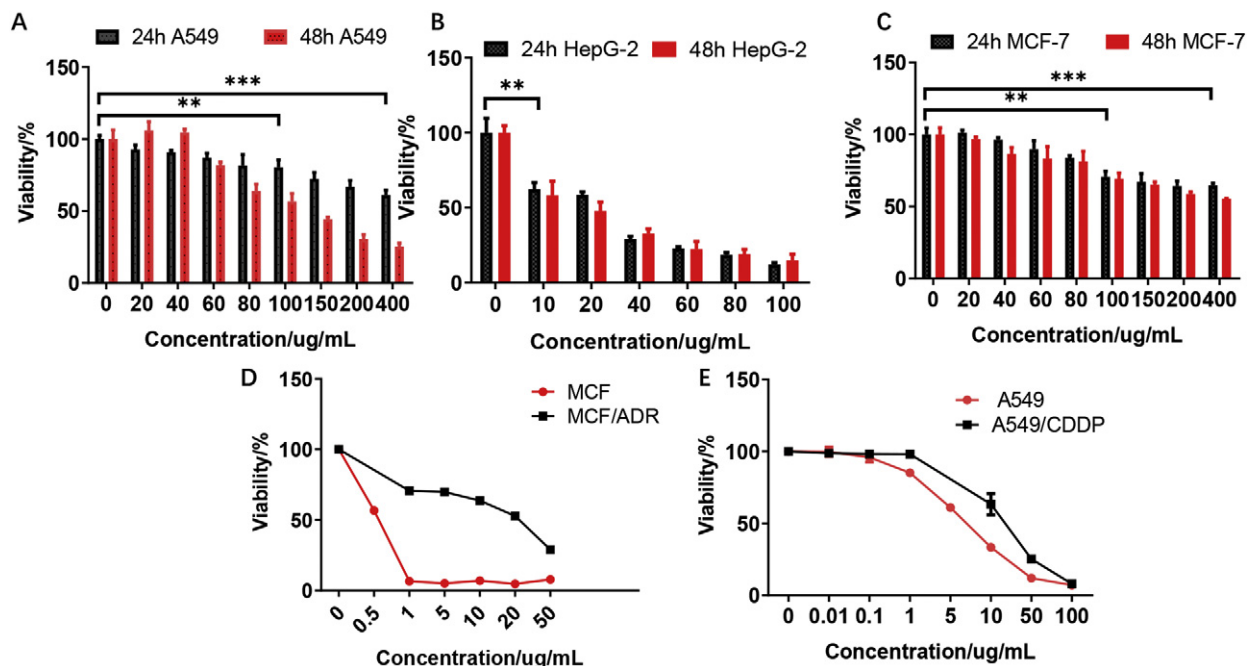 A
24h A549 48h A549
Viability/%
150
100
50
0
***
**
0 20 40 60 80 100 150 200 400
Concentration/ug/mL
B
24h HepG-2 48h HepG-2
Viability/%
150
100
50
0
**
0 10 20 40 60 80 100
Concentration/ug/mL
C
24h MCF-7 48h MCF-7
Viability/%
150
100
50
0
***
**
0 20 40 60 80 100 150 200 400
Concentration/ug/mL
D
MCF
MCF/ADR
Viability/%
150
100
50
0
0 0.5 1 5 10 20 50
Concentration/ug/mL
E
A549
A549/CDDP
Viability/%
150
100
50
0
0 0.01 0.1 1 5 10 50 100
Concentration/ug/mL